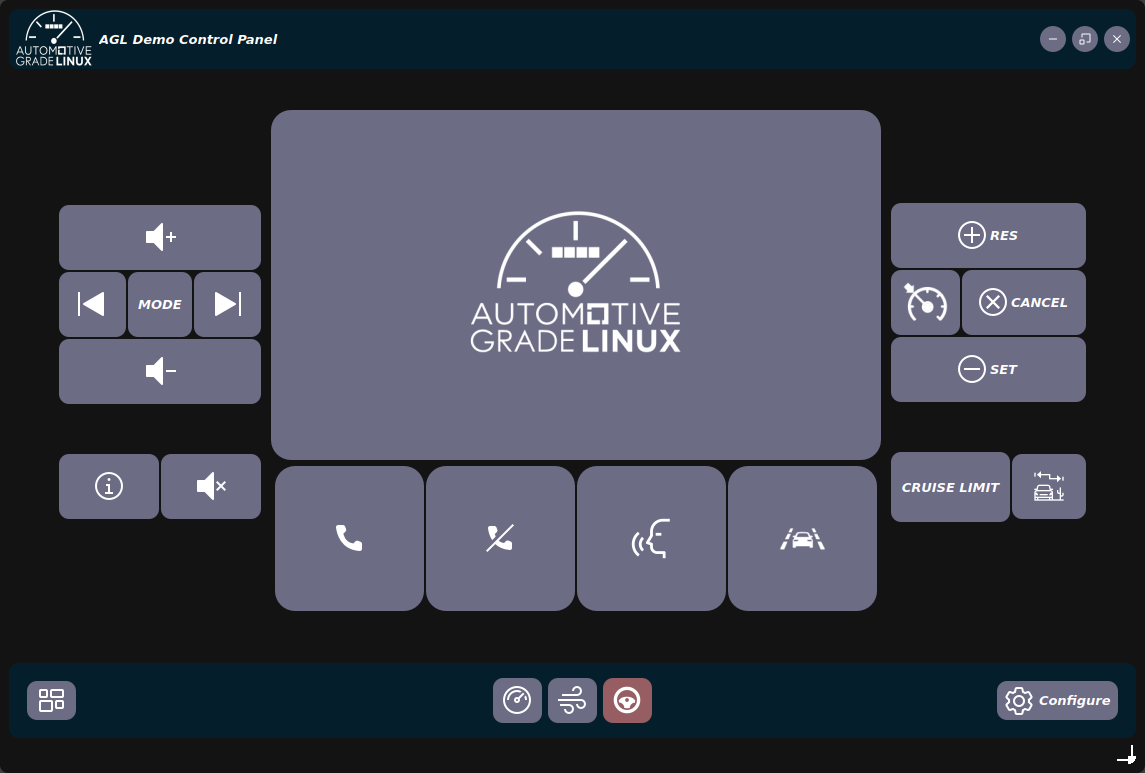 AUTOMOTIVE
GRADE LINUX
AGL Demo Control Panel
AUTOMOTIVE
GRADE LINUX
MODE
RES
CANCEL
SET
CRUISE LIMIT
Configure